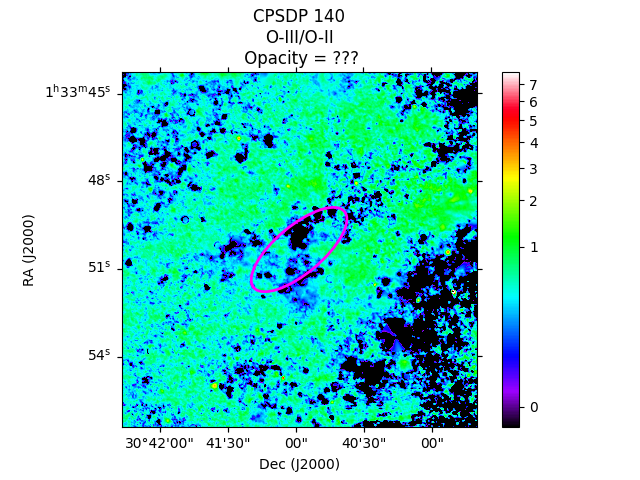 CPSDP 140
O-III/O-II
Opacity = ???
1ʰ33ᵐ45ˢ
48ˢ
51ˢ
54ˢ
RA (J2000)
30°42'00" 41'30" 00" 40'30" 00"
Dec (J2000)
7
6
5
4
3
2
1
0